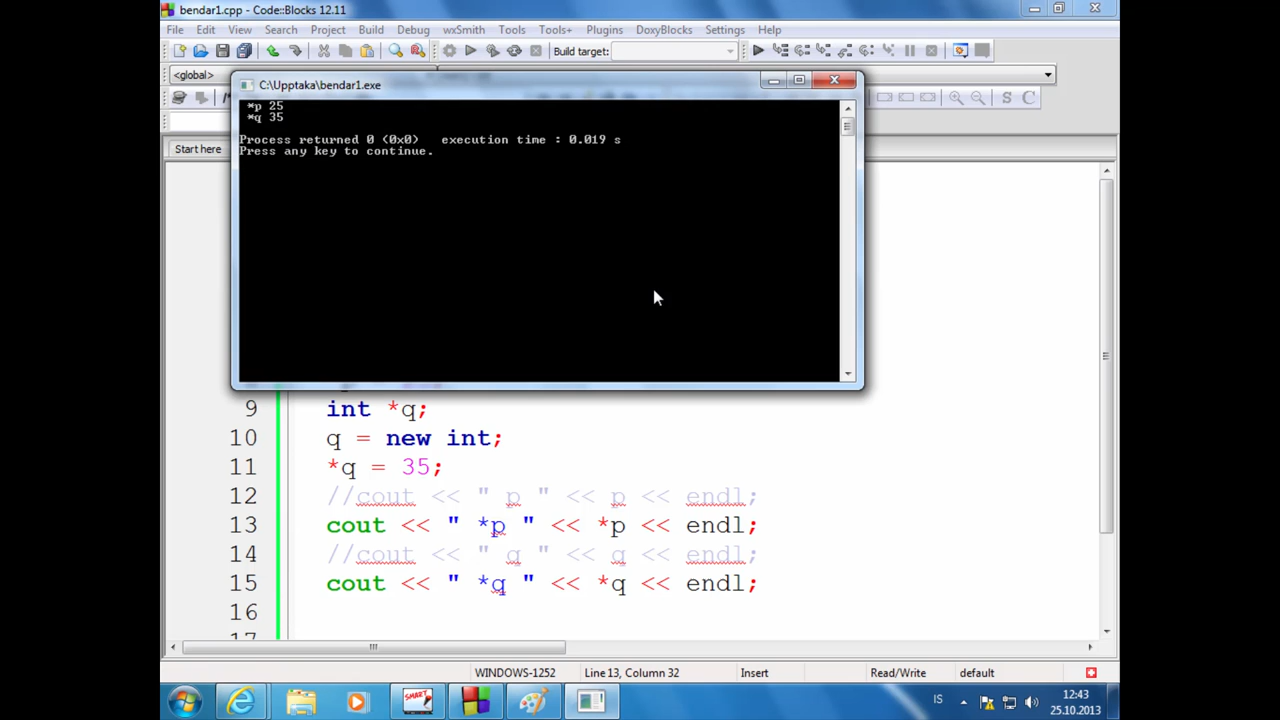 bendar1.cpp - Code::Blocks 12.11
File Edit View Search Project Build Debug wxSmith Tools Tools+ Plugins DoxyBlocks Settings Help
Build target:
<global>
C:\Upptaka\bendar1.exe
S C
*p 25
*q 35
Process returned 0 (0x0) execution time : 0.019 s
Press any key to continue.
Start here
9 int *q;
10 q = new int;
11 *q = 35;
12 //cout << " p " << p << endl;
13 cout << " *p " << *p << endl;
14 //cout << " q " << q << endl;
15 cout << " *q " << *q << endl;
16
WINDOWS-1252 Line 13, Column 32 Insert Read/Write default
SMART
IS
12:43
25.10.2013